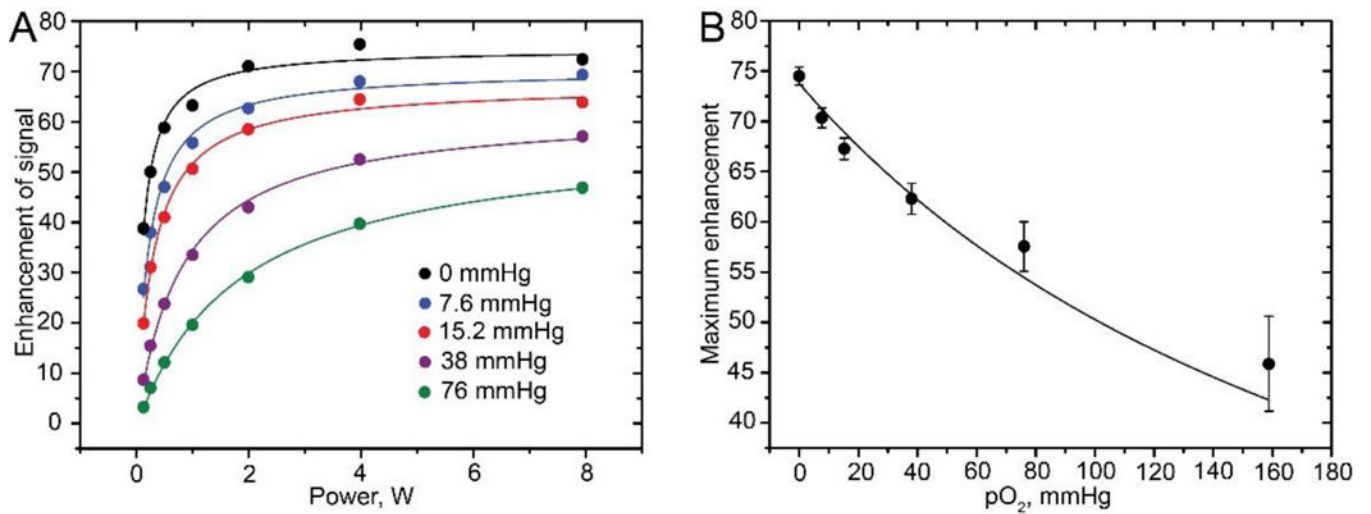 A
80
70
60
50
40
30
20
10
0
Enhancement of signal
0 mmHg
7.6 mmHg
15.2 mmHg
38 mmHg
76 mmHg
0 2 4 6 8
Power, W
B
80
75
70
65
60
55
50
45
40
Maximum enhancement
0 20 40 60 80 100 120 140 160 180
pO₂, mmHg